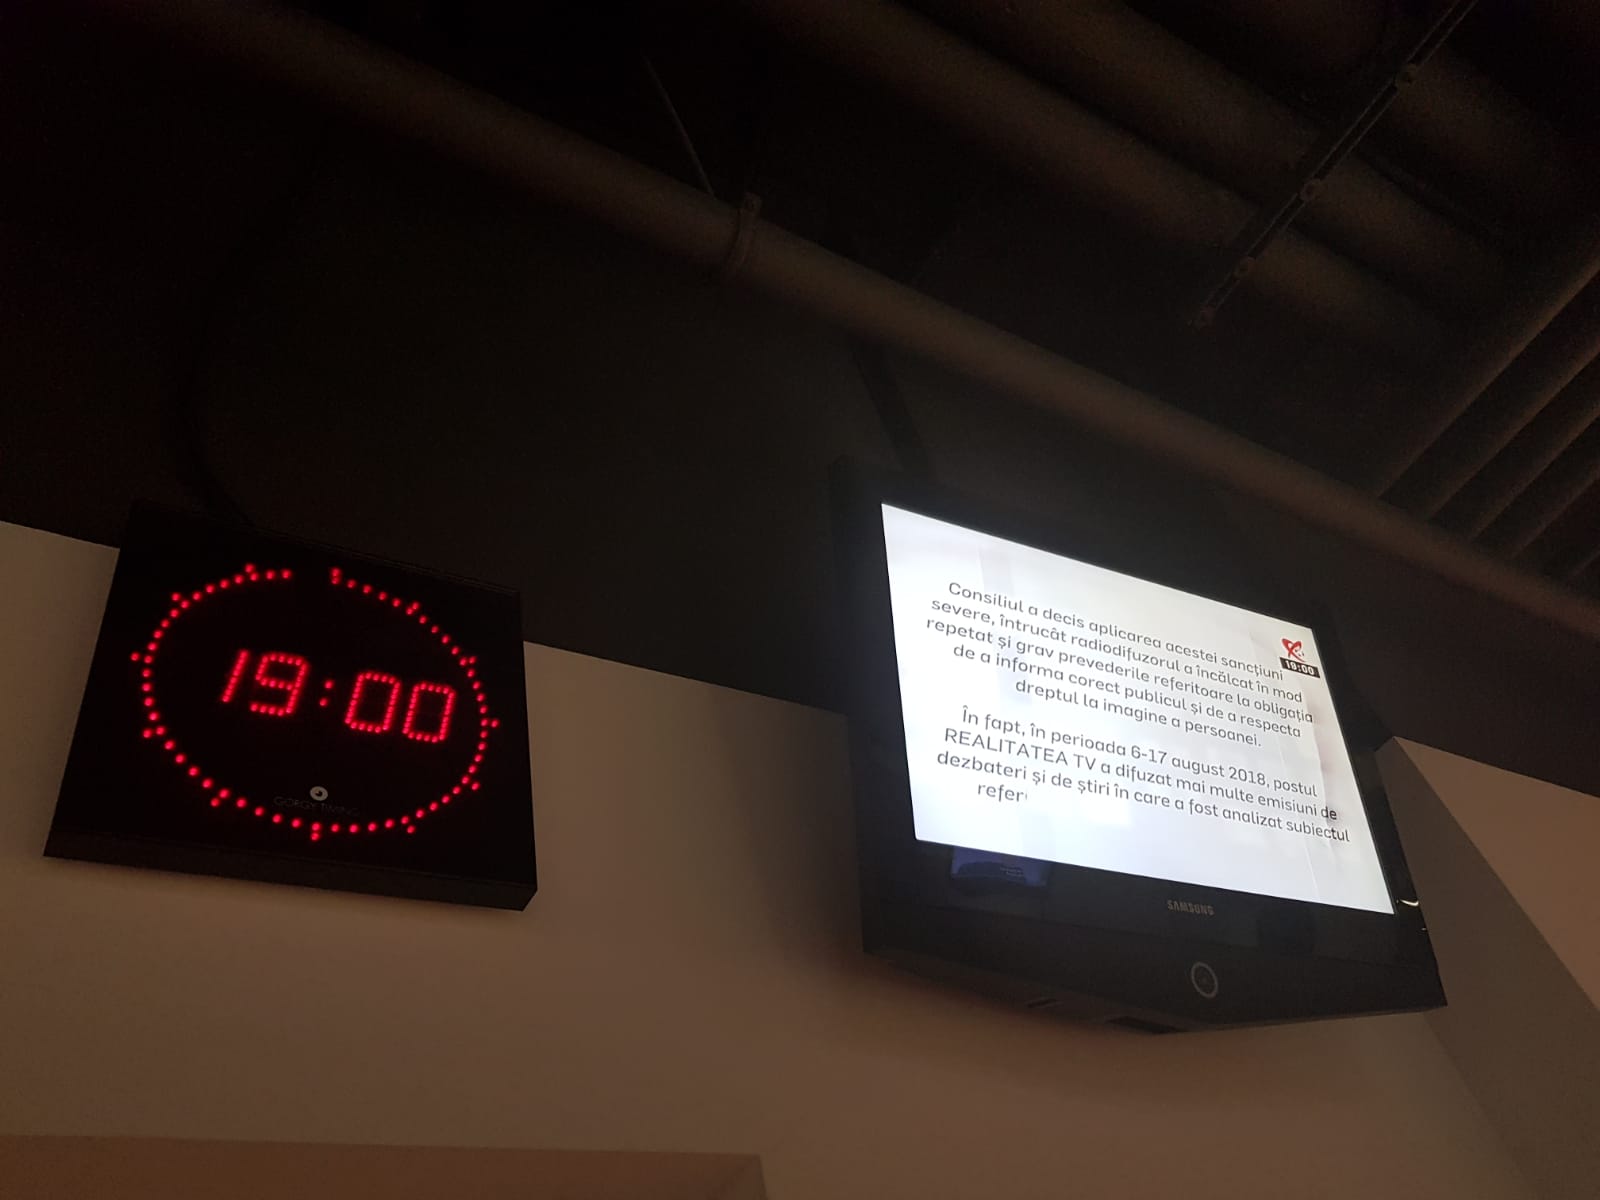 19:00
GORGY TIMING
Consiliul a decis aplicarea acestei sancțiuni
severe, întrucât radiodifuzorul a încălcat în mod
repetat și grav prevederile referitoare la obligația
de a informa corect publicul și de a respecta
dreptul la imagine a persoanei.
În fapt, în perioada 6-17 august 2018, postul
REALITATEA TV a difuzat mai multe emisiuni de
dezbateri și de știri în care a fost analizat subiectul
refer
19:00
SAMSUNG